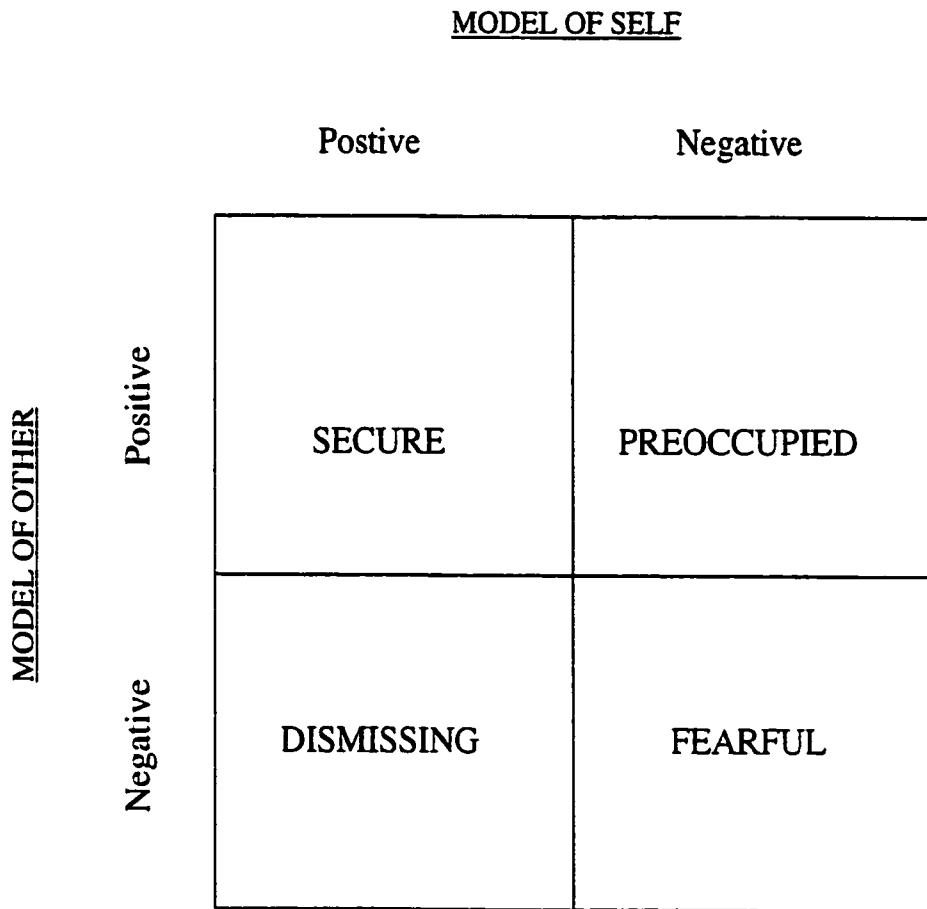 MODEL OF SELF
Postive Negative
MODEL OF OTHER
Positive
SECURE PREOCCUPIED
Negative
DISMISSING FEARFUL